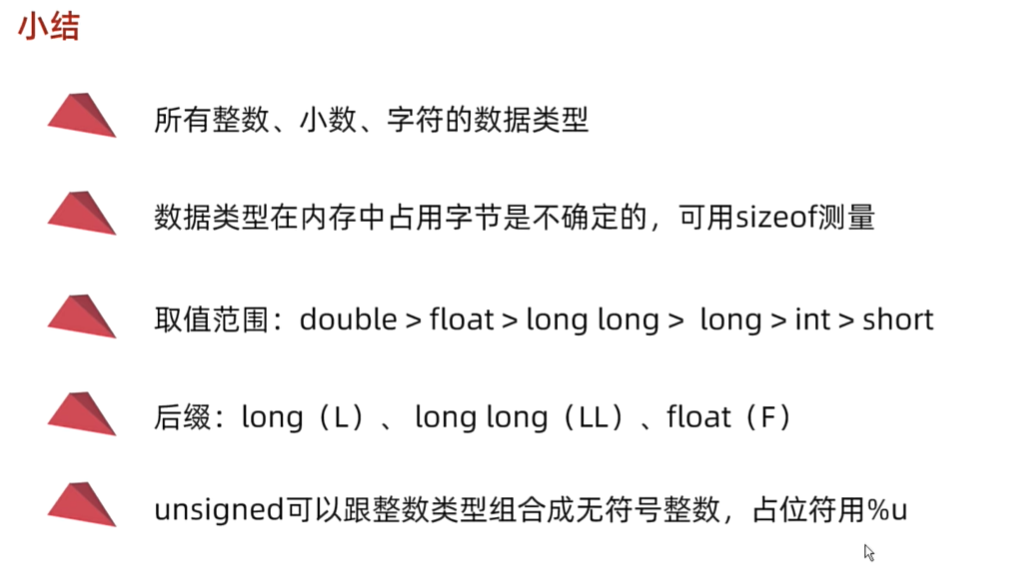 小结
所有整数、小数、字符的数据类型
数据类型在内存中占用字节是不确定的，可用sizeof测量
取值范围：double > float > long long > long > int > short
后缀：long（L）、 long long（LL）、float（F）
unsigned可以跟整数类型组合成无符号整数，占位符用%u